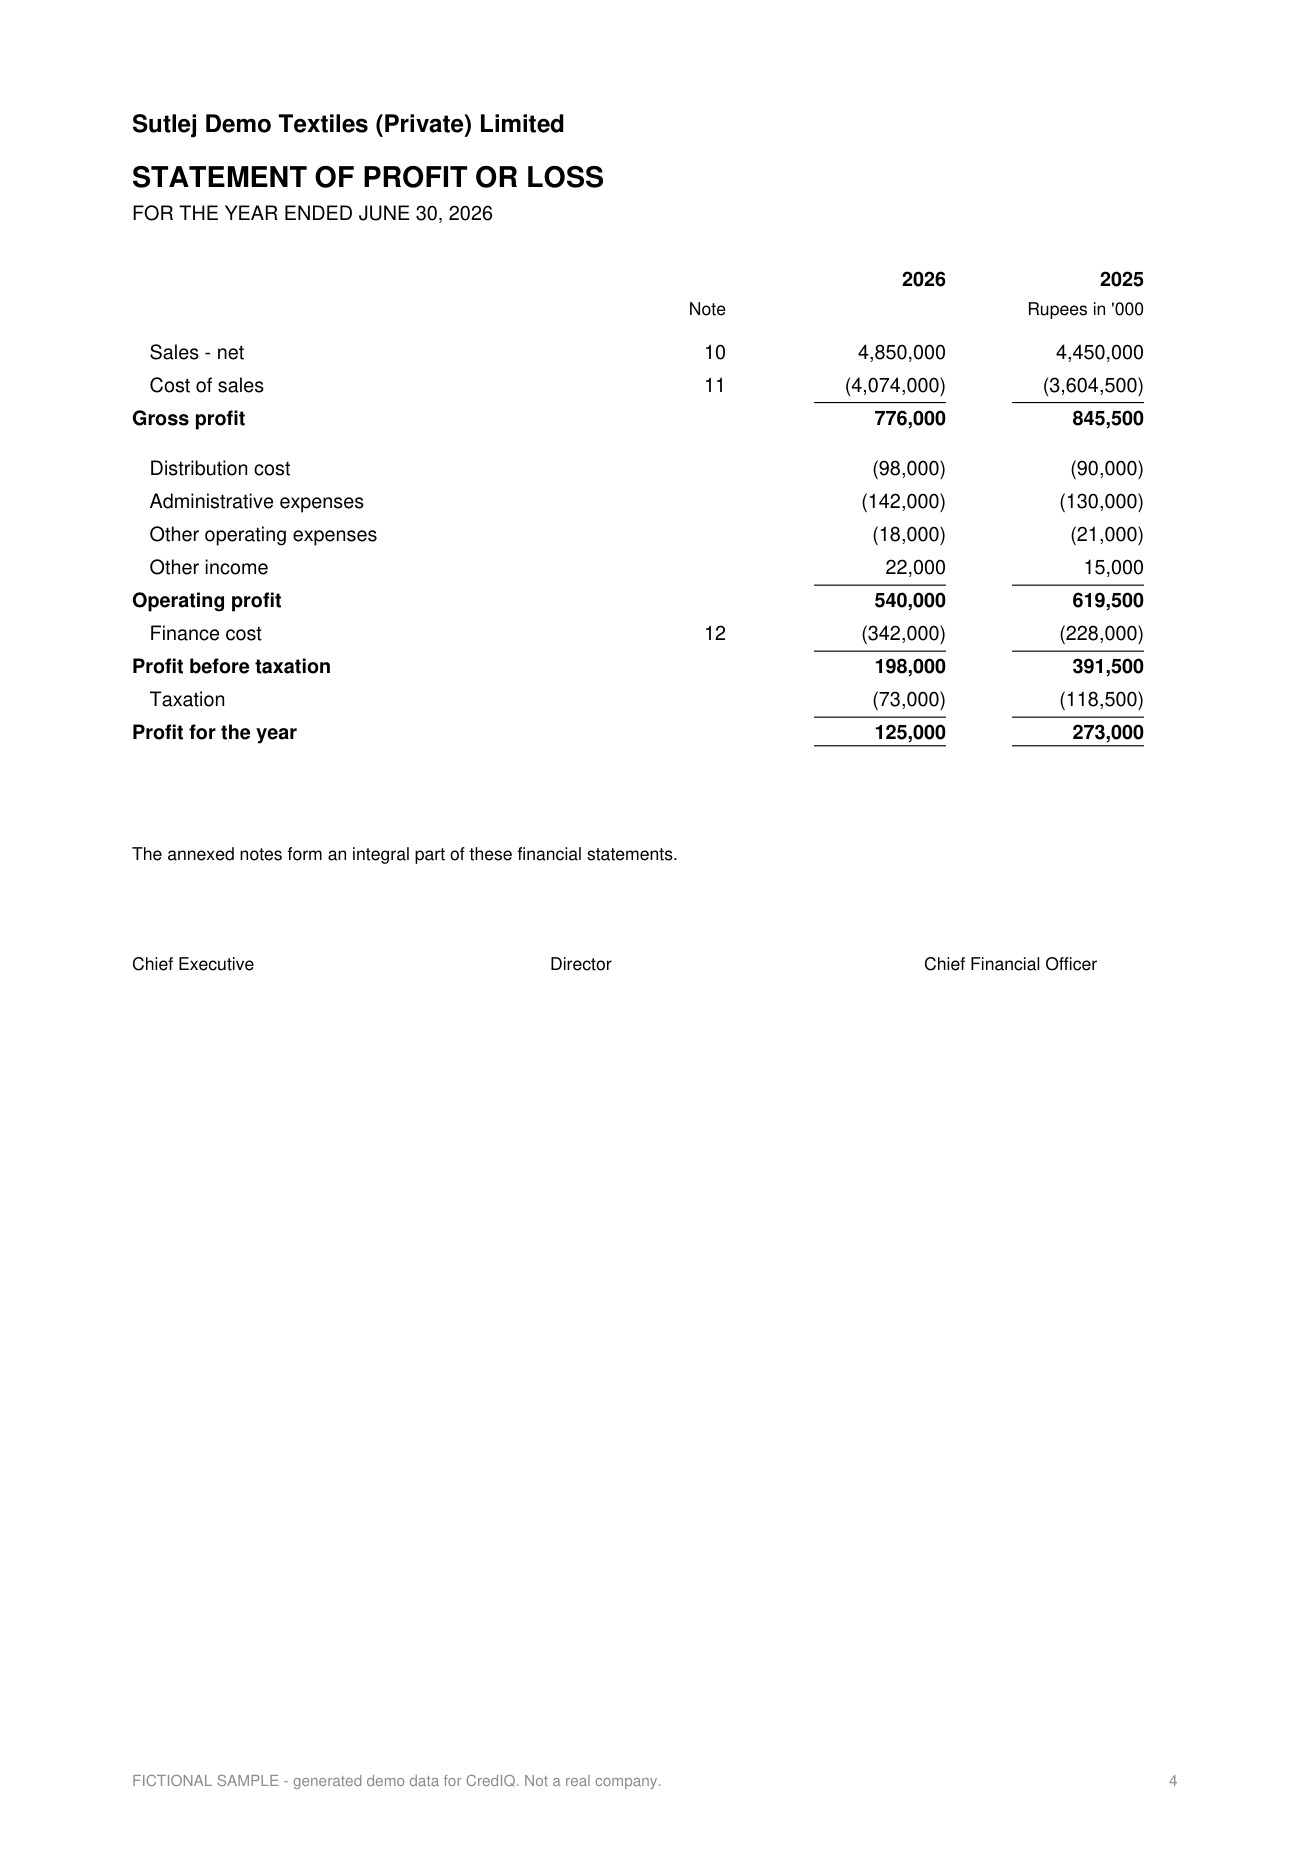 Sutlej Demo Textiles (Private) Limited
STATEMENT OF PROFIT OR LOSS
FOR THE YEAR ENDED JUNE 30, 2026
2026 2025
Note Rupees in '000
Sales - net 10 4,850,000 4,450,000
Cost of sales 11 (4,074,000) (3,604,500)
Gross profit 776,000 845,500
Distribution cost (98,000) (90,000)
Administrative expenses (142,000) (130,000)
Other operating expenses (18,000) (21,000)
Other income 22,000 15,000
Operating profit 540,000 619,500
Finance cost 12 (342,000) (228,000)
Profit before taxation 198,000 391,500
Taxation (73,000) (118,500)
Profit for the year 125,000 273,000
The annexed notes form an integral part of these financial statements.
Chief Executive Director Chief Financial Officer
FICTIONAL SAMPLE - generated demo data for CredIQ. Not a real company. 4